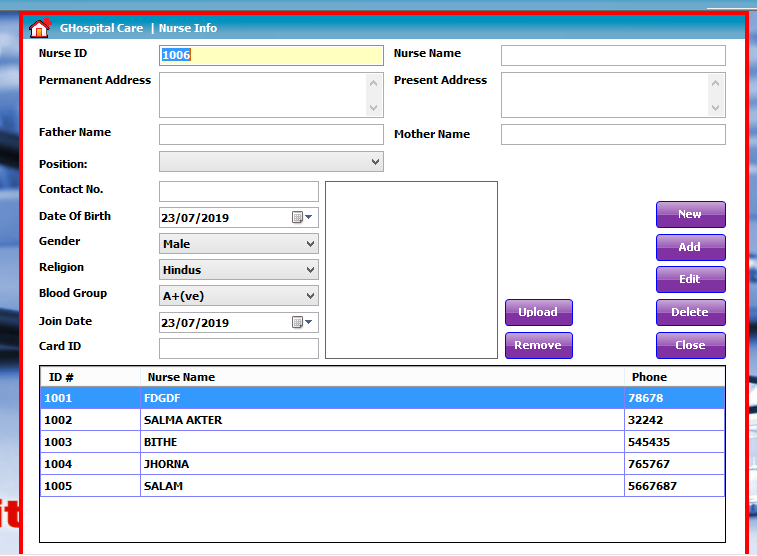 GHospital Care | Nurse Info
Nurse ID 1006 Nurse Name
Permanent Address Present Address
Father Name Mother Name
Position:
Contact No.
Date Of Birth 23/07/2019 New
Gender Male Add
Religion Hindus Edit
Blood Group A+(ve)
Upload Delete
Join Date 23/07/2019
Card ID Remove Close
ID # Nurse Name Phone
1001 FDGDF 78678
1002 SALMA AKTER 32242
1003 BITHE 545435
1004 JHORNA 765767
1005 SALAM 5667687
it